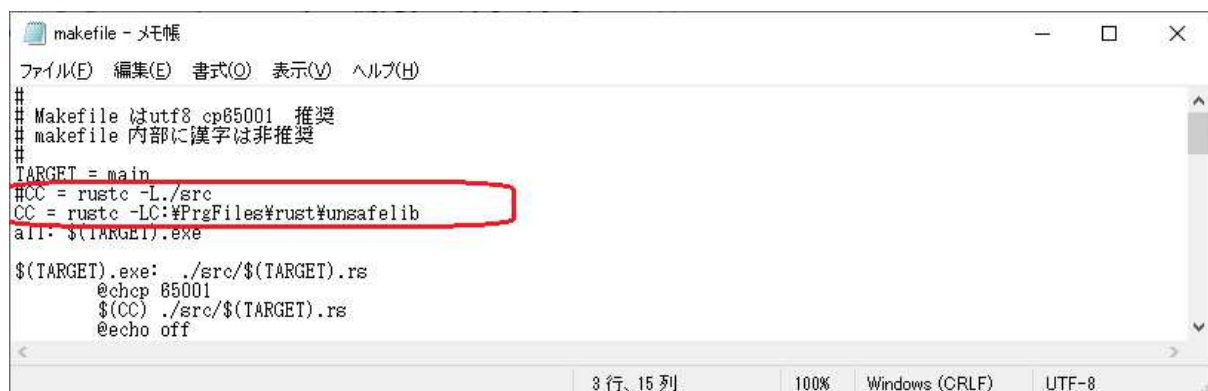 makefile - メモ帳
ファイル(F) 編集(E) 書式(O) 表示(V) ヘルプ(H)
#
# Makefile はutf8 cp65001 推奨
# makefile 内部に漢字は非推奨
#
TARGET = main
#CC = rustc -L./src
CC = rustc -LC:¥PrgFiles¥rust¥unsafelib
all: $(TARGET).exe
$(TARGET).exe: ./src/$(TARGET).rs
@chcp 65001
$(CC) ./src/$(TARGET).rs
@echo off
3 行、15 列 100% Windows (CRLF) UTF-8